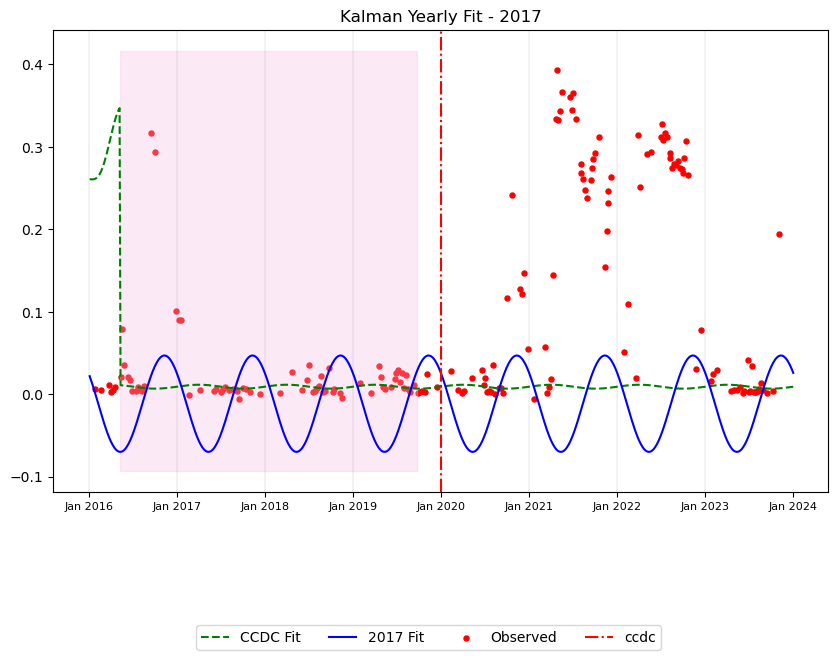 Kalman Yearly Fit - 2017
0.4
0.3
0.2
0.1
0.0
−0.1
Jan 2016 Jan 2017 Jan 2018 Jan 2019 Jan 2020 Jan 2021 Jan 2022 Jan 2023 Jan 2024
CCDC Fit 2017 Fit Observed ccdc